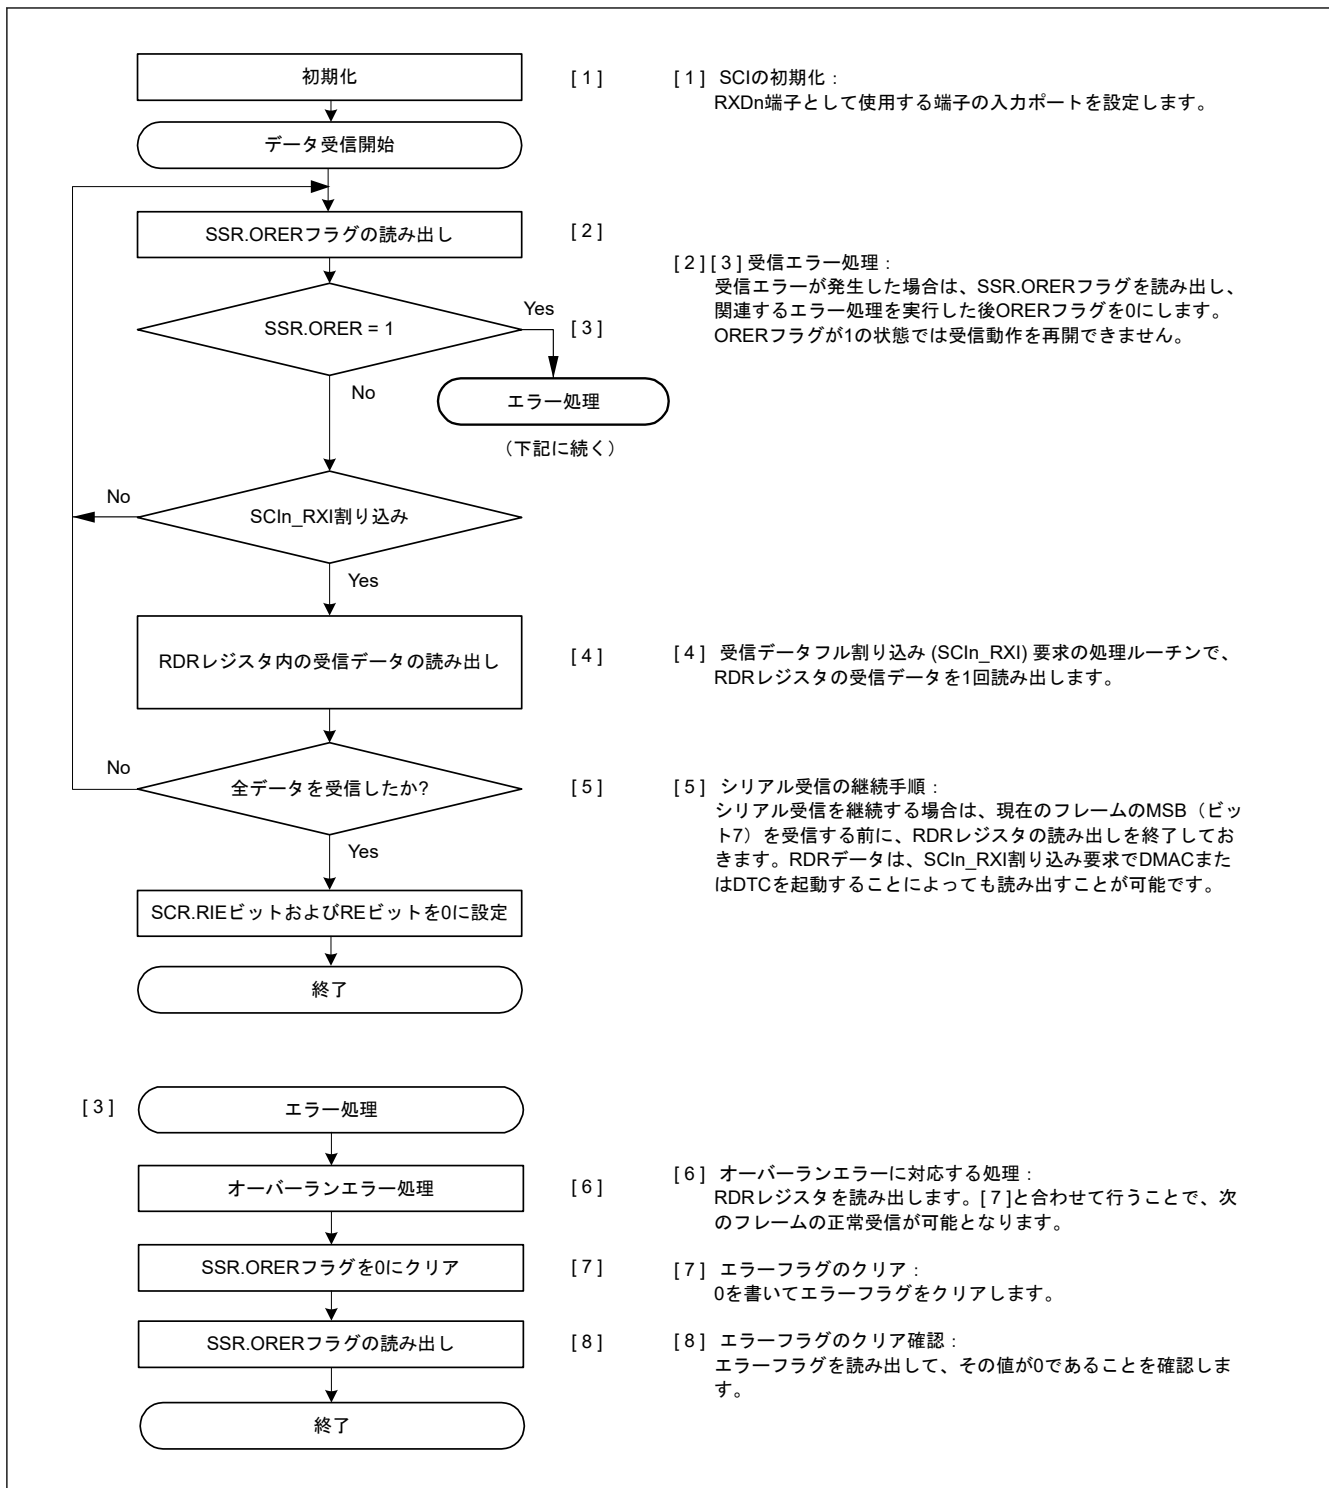 初期化
[ 1 ]
[ 1 ] SCIの初期化：
RXDn端子として使用する端子の入力ポートを設定します。
データ受信開始
SSR.ORERフラグの読み出し
[ 2 ]
[ 2 ] [ 3 ] 受信エラー処理：
受信エラーが発生した場合は、SSR.ORERフラグを読み出し、
関連するエラー処理を実行した後ORERフラグを0にします。
ORERフラグが1の状態では受信動作を再開できません。
SSR.ORER = 1
Yes
[ 3 ]
No
エラー処理
（下記に続く）
No
SCIn_RXI割り込み
Yes
RDRレジスタ内の受信データの読み出し
[ 4 ]
[ 4 ] 受信データフル割り込み (SCIn_RXI) 要求の処理ルーチンで、
RDRレジスタの受信データを1回読み出します。
No
全データを受信したか?
[ 5 ]
[ 5 ] シリアル受信の継続手順：
シリアル受信を継続する場合は、現在のフレームのMSB（ビッ
ト7）を受信する前に、RDRレジスタの読み出しを終了してお
きます。RDRデータは、SCIn_RXI割り込み要求でDMACまた
はDTCを起動することによっても読み出すことが可能です。
Yes
SCR.RIEビットおよびREビットを0に設定
終了
[ 3 ]
エラー処理
オーバーランエラー処理
[ 6 ]
[ 6 ] オーバーランエラーに対応する処理：
RDRレジスタを読み出します。[ 7 ]と合わせて行うことで、次
のフレームの正常受信が可能となります。
SSR.ORERフラグを0にクリア
[ 7 ]
[ 7 ] エラーフラグのクリア：
0を書いてエラーフラグをクリアします。
SSR.ORERフラグの読み出し
[ 8 ]
[ 8 ] エラーフラグのクリア確認：
エラーフラグを読み出して、その値が0であることを確認しま
す。
終了